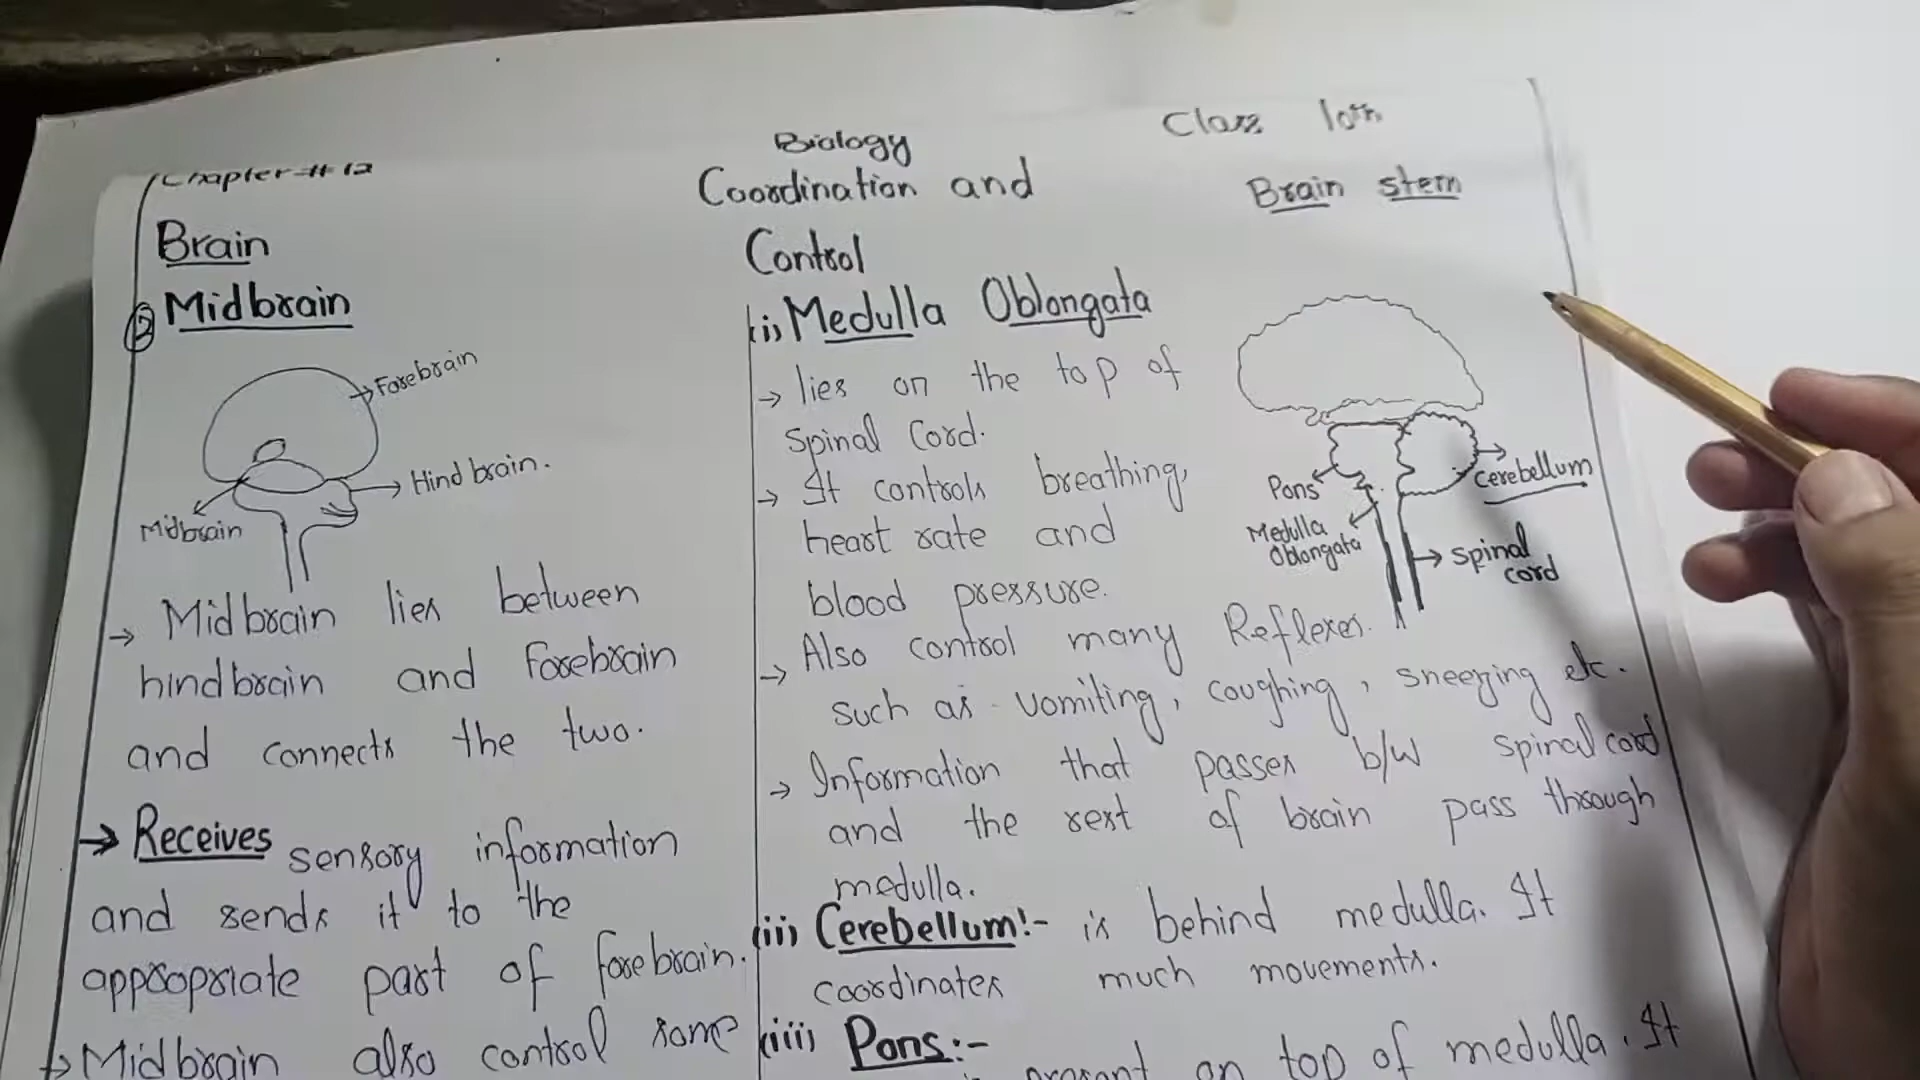 Chapter # 12
Biology
Class 10th
Coordination and
Control
Brain stem
Brain
② Midbrain
Forebrain
Hind brain.
Midbrain
→ Midbrain lies between
hindbrain and Forebrain
and connects the two.
→ Receives sensory information
and sends it to the
appropriate part of forebrain.
→ Midbrain also control some
(i) Medulla Oblongata
→ lies on the top of
Spinal Cord.
→ It controls breathing,
heart rate and
blood pressure.
→ Also control many Reflexes.
such as vomiting, coughing, sneezing etc.
→ Information that passes b/w spinal cord
and the rest of brain pass through
medulla.
Pons
Cerebellum
Medulla
Oblongata
Spinal
cord
(ii) Cerebellum:- is behind medulla. It
coordinates much movements.
(iii) Pons:-
present on top of medulla. It